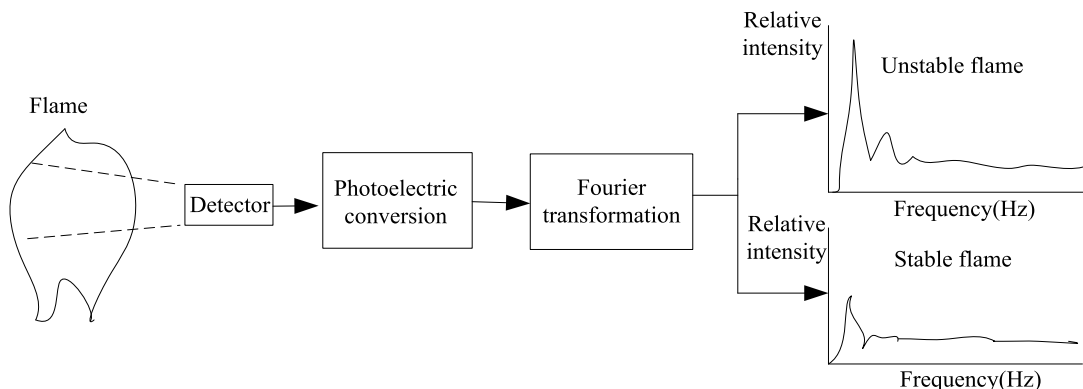 Flame
Detector
Photoelectric
conversion
Fourier
transformation
Relative
intensity
Unstable flame
Frequency(Hz)
Relative
intensity
Stable flame
Frequency(Hz)